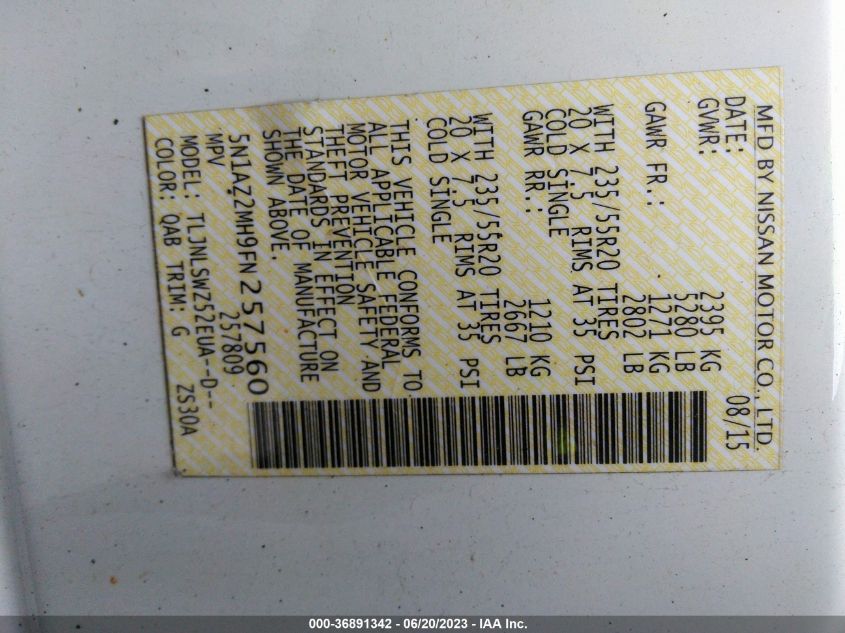 MFD BY NISSAN MOTOR CO., LTD.
DATE: 08/15
GVWR: 2395 KG
5280 LB
GAWR FR.: 1271 KG
2802 LB
WITH 235/55R20 TIRES
20 X 7.5 RIMS AT 35 PSI
COLD SINGLE
GAWR RR.: 1210 KG
2667 LB
WITH 235/55R20 TIRES
20 X 7.5 RIMS AT 35 PSI
COLD SINGLE
THIS VEHICLE CONFORMS TO
ALL APPLICABLE FEDERAL
MOTOR VEHICLE SAFETY AND
THEFT PREVENTION
STANDARDS IN EFFECT ON
THE DATE OF MANUFACTURE
SHOWN ABOVE.
5N1AZ2MH9FN257560
MPV 257809
MODEL: TLJNLSWZ52EUA--D--
COLOR: QAB TRIM: G ZS30A
000-36891342 - 06/20/2023 - IAA Inc.